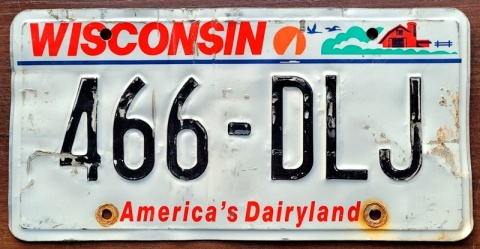 WISCONSIN
466-DLJ
America's Dairyland